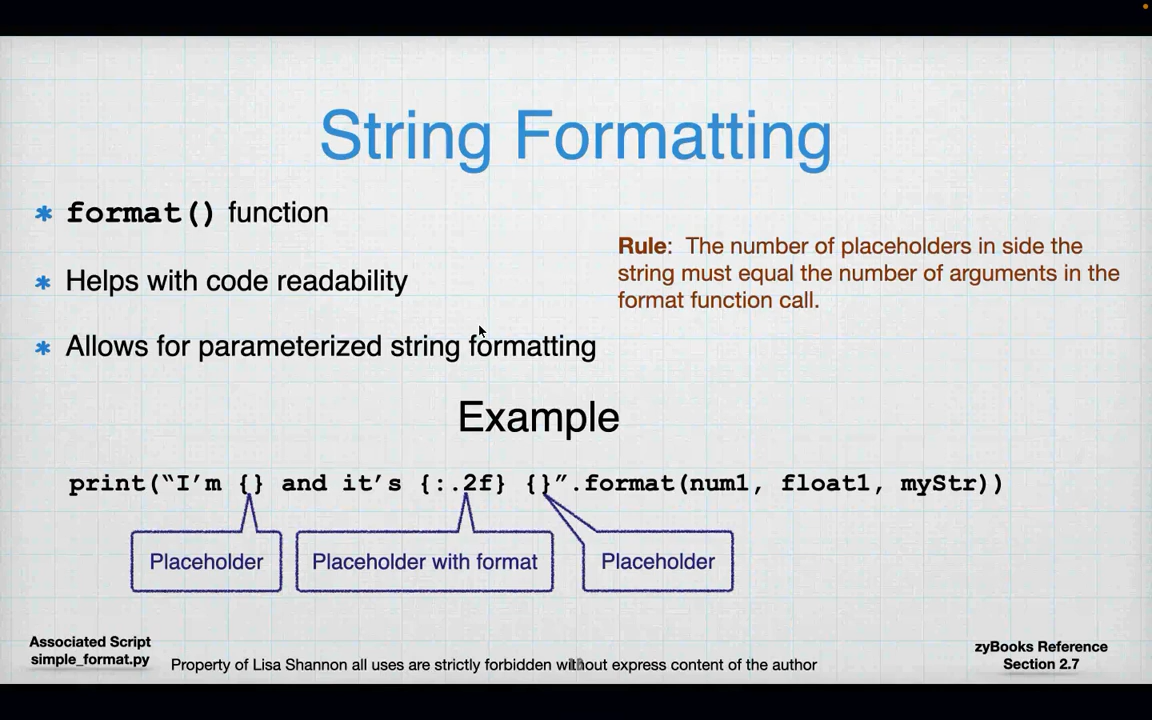 String Formatting
* format() function
* Helps with code readability
* Allows for parameterized string formatting
Rule: The number of placeholders in side the
string must equal the number of arguments in the
format function call.
Example
print(“I’m {} and it’s {:.2f} {}”.format(num1, float1, myStr))
Placeholder
Placeholder with format
Placeholder
Associated Script
simple_format.py
Property of Lisa Shannon all uses are strictly forbidden without express content of the author
zyBooks Reference
Section 2.7